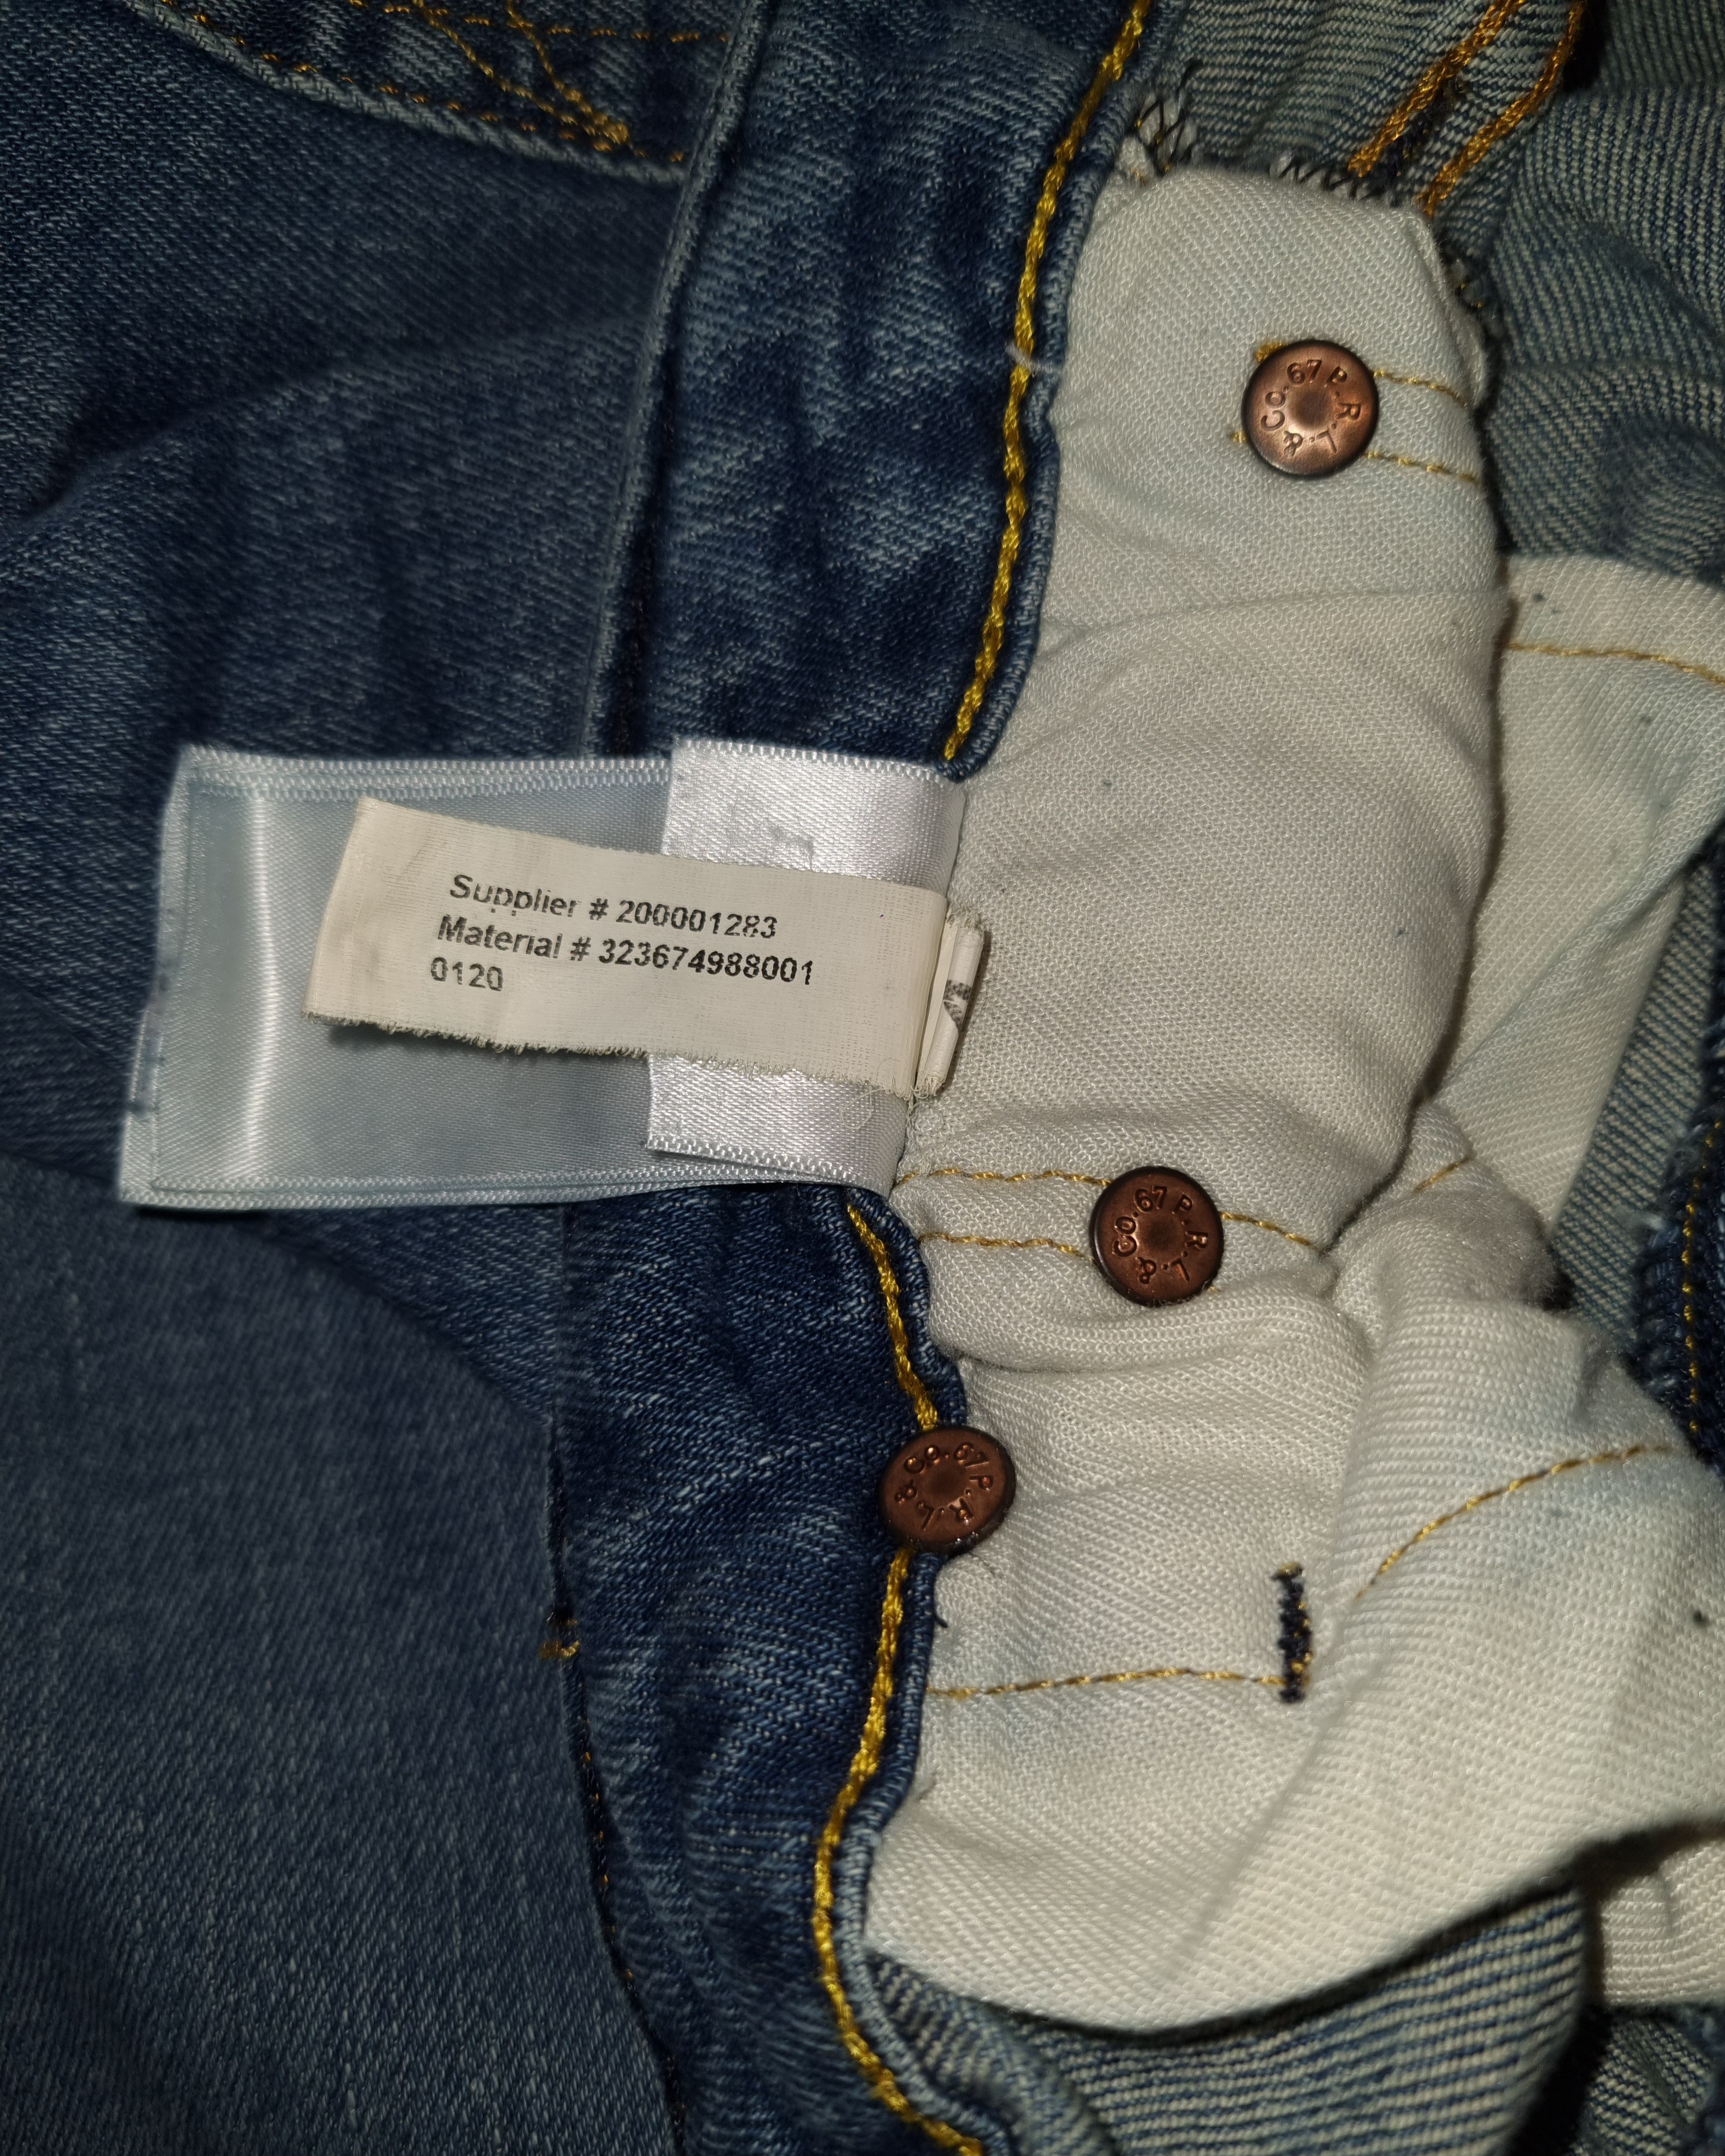 P.R.L.&CO.67
Supplier # 200001283
Material # 323674988001
0120
P.R.L.&CO.67
P.R.L.&CO.67